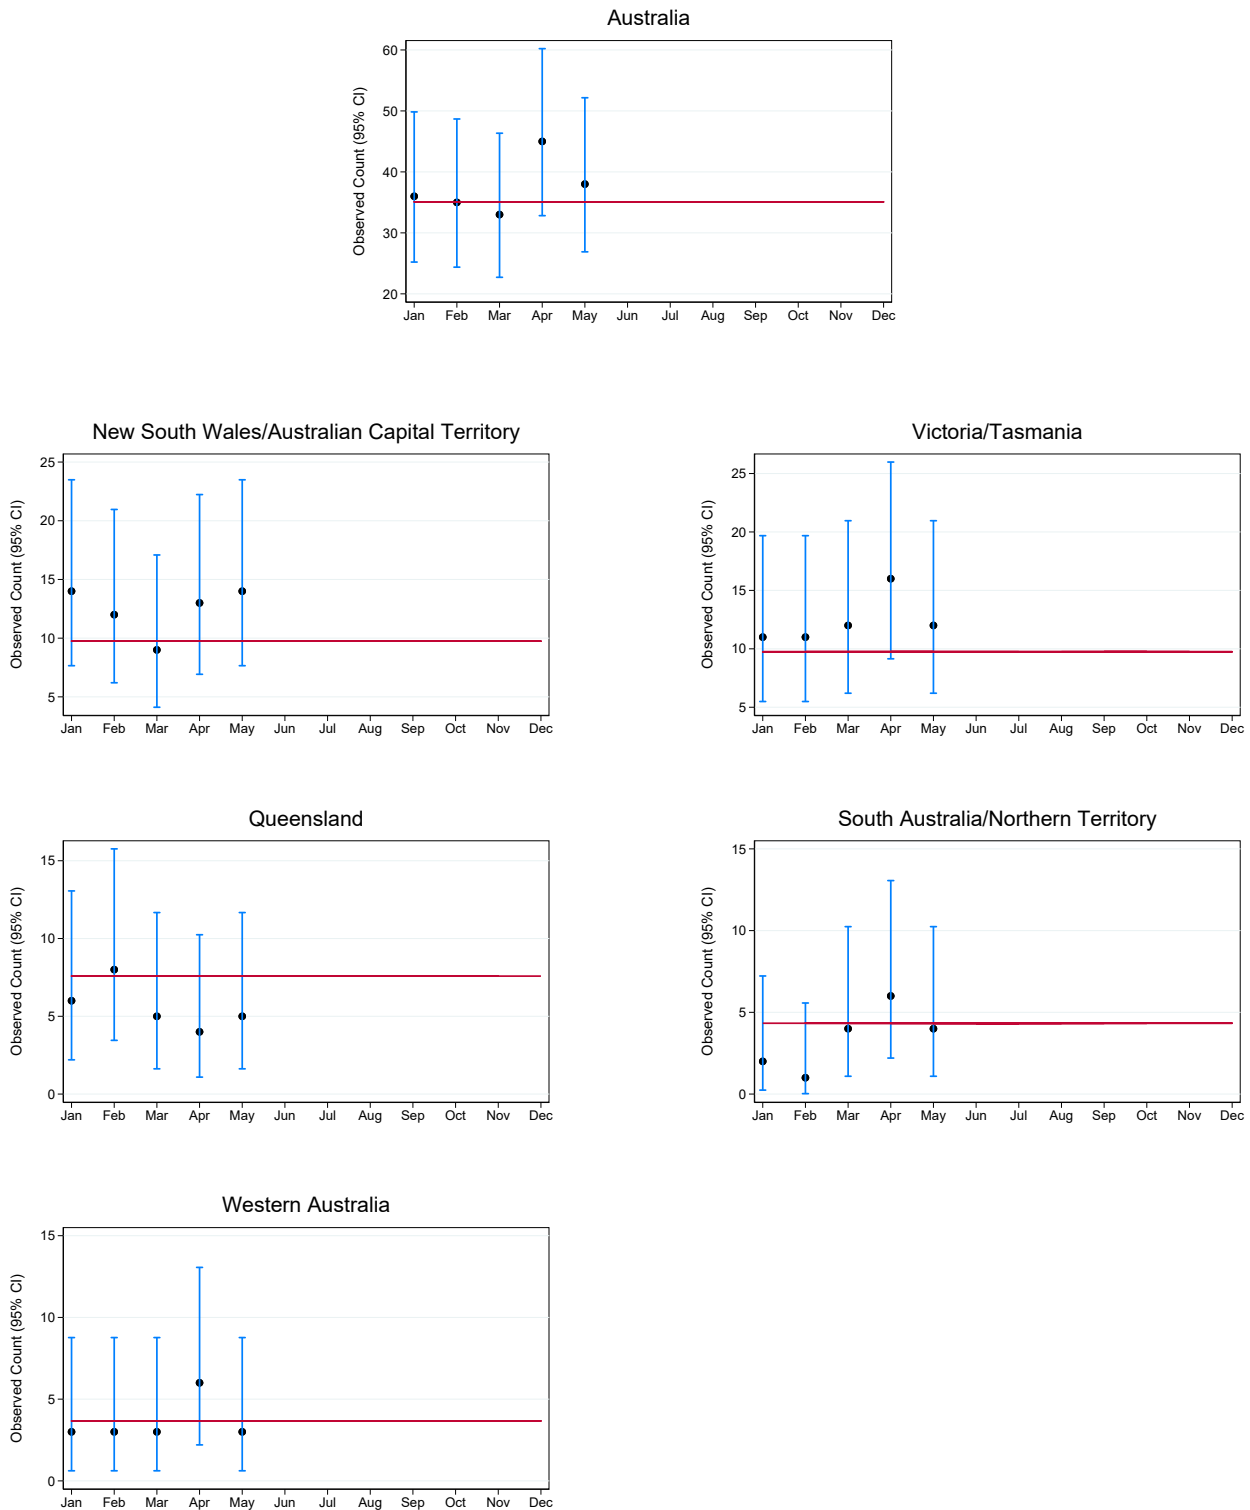 Australia
Observed Count (95% CI)
60
50
40
30
20
Jan Feb Mar Apr May Jun Jul Aug Sep Oct Nov Dec
New South Wales/Australian Capital Territory
Observed Count (95% CI)
25
20
15
10
5
Jan Feb Mar Apr May Jun Jul Aug Sep Oct Nov Dec
Victoria/Tasmania
Observed Count (95% CI)
25
20
15
10
5
Jan Feb Mar Apr May Jun Jul Aug Sep Oct Nov Dec
Queensland
Observed Count (95% CI)
15
10
5
0
Jan Feb Mar Apr May Jun Jul Aug Sep Oct Nov Dec
South Australia/Northern Territory
Observed Count (95% CI)
15
10
5
0
Jan Feb Mar Apr May Jun Jul Aug Sep Oct Nov Dec
Western Australia
Observed Count (95% CI)
15
10
5
0
Jan Feb Mar Apr May Jun Jul Aug Sep Oct Nov Dec